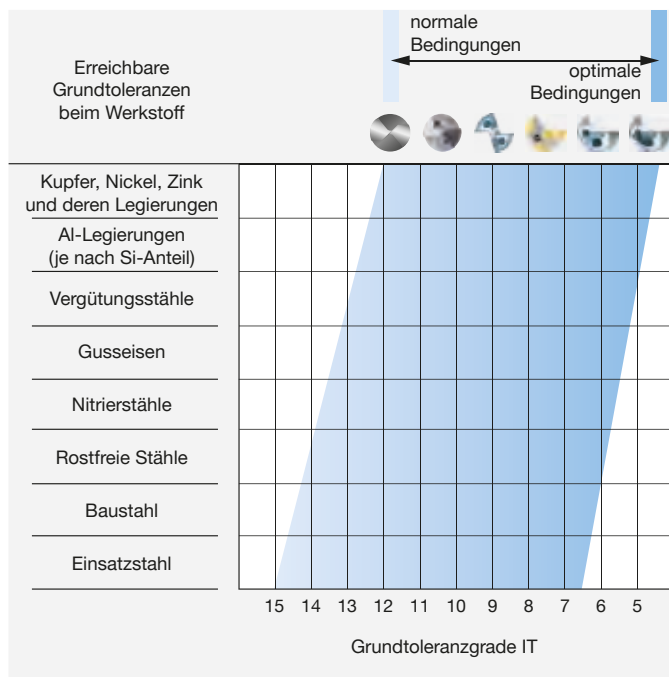 normale
Bedingungen
optimale
Bedingungen
Erreichbare
Grundtoleranzen
beim Werkstoff
Kupfer, Nickel, Zink
und deren Legierungen
Al-Legierungen
(je nach Si-Anteil)
Vergütungsstähle
Gusseisen
Nitrierstähle
Rostfreie Stähle
Baustahl
Einsatzstahl
15 14 13 12 11 10 9 8 7 6 5
Grundtoleranzgrade IT